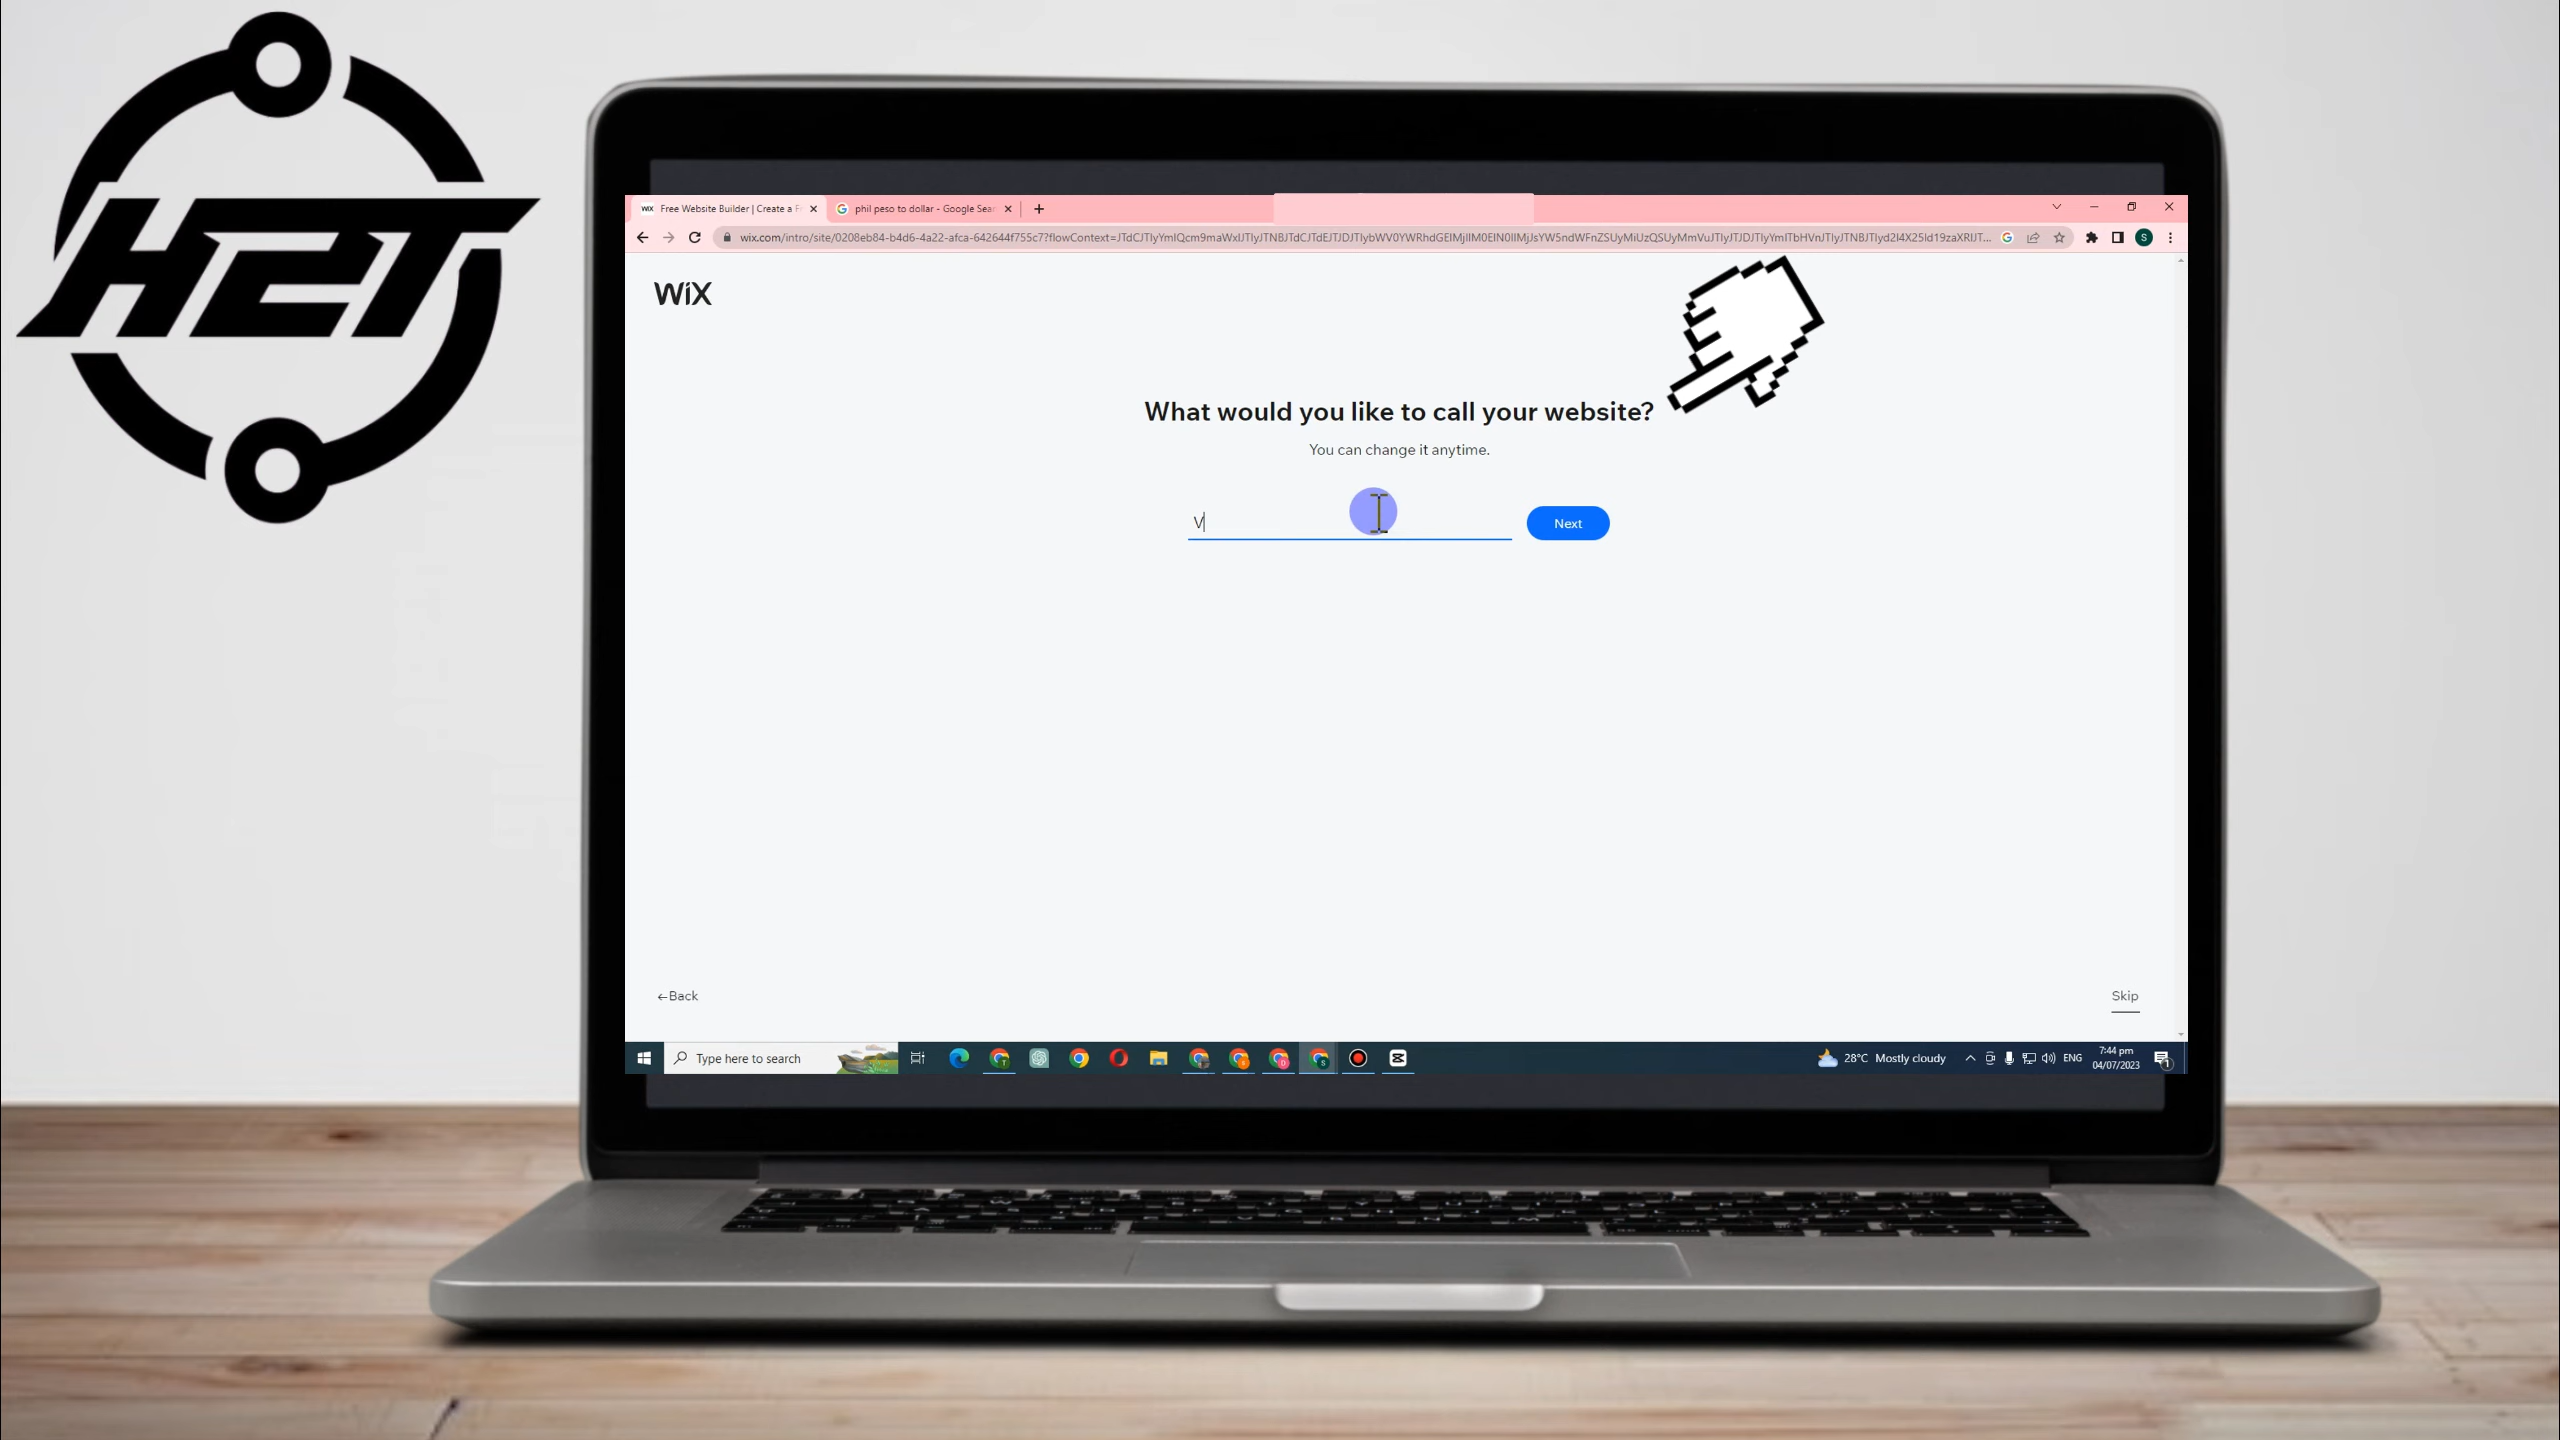 H2T
WIX Free Website Builder | Create a F
phil peso to dollar - Google Sear
WiX
What would you like to call your website?
You can change it anytime.
V
Next
←Back
Skip
Type here to search
28°C Mostly cloudy
ENG
7:44 pm
04/07/2023